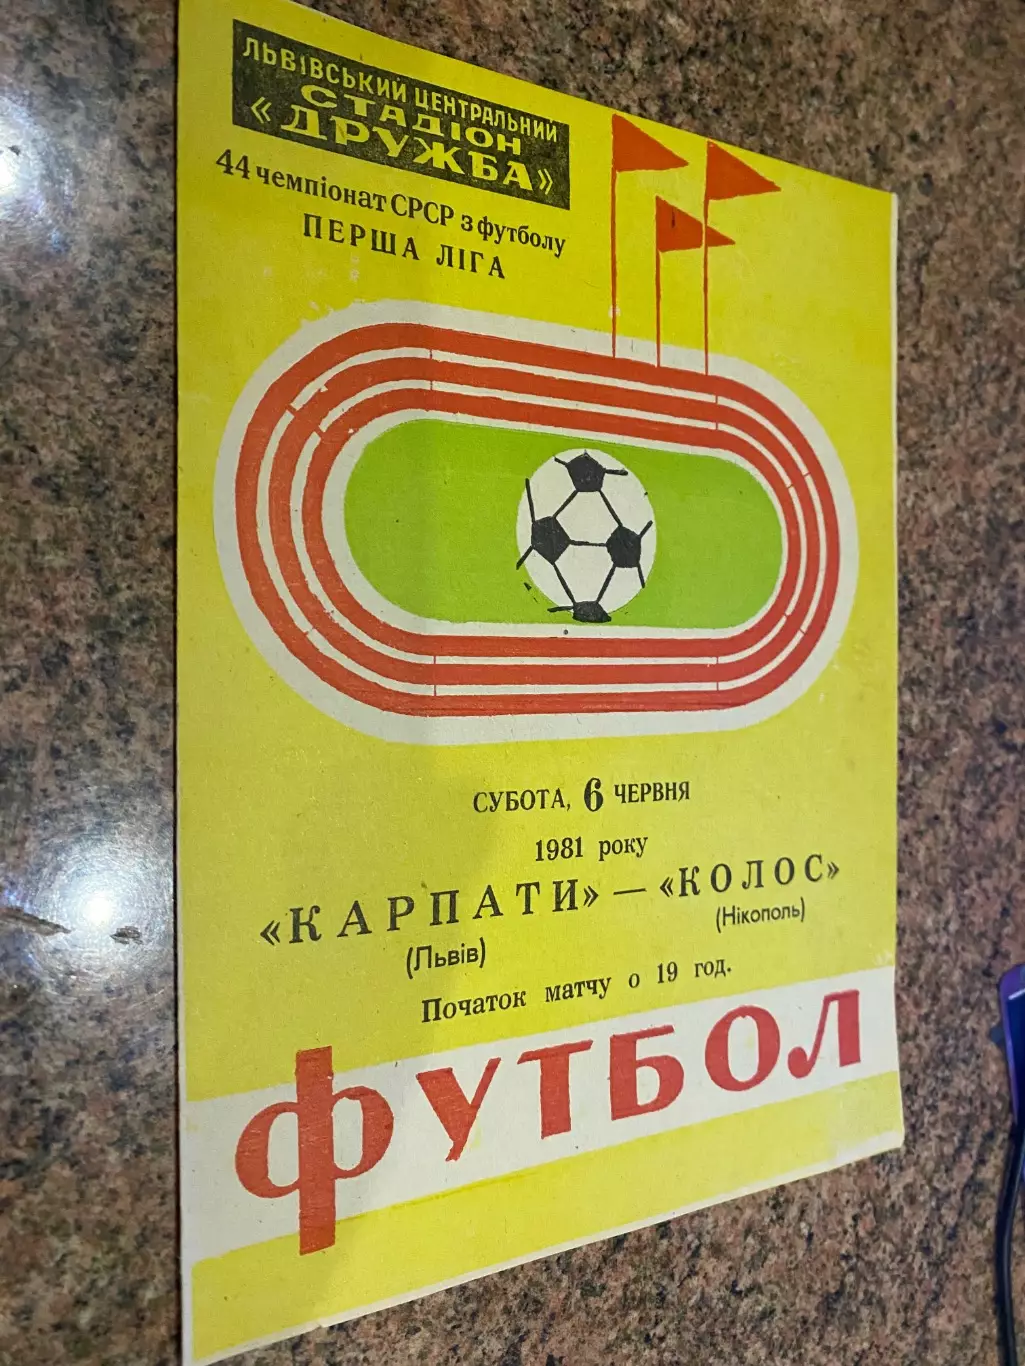 ЛЬВІВСЬКИЙ ЦЕНТРАЛЬНИЙ
СТАДІОН
«ДРУЖБА»
44 чемпіонат СРСР з футболу
ПЕРША ЛІГА
СУБОТА, 6 ЧЕРВНЯ
1981 року
«КАРПАТИ» — «КОЛОС»
(Львів) (Нікополь)
Початок матчу о 19 год.
ФУТБОЛ